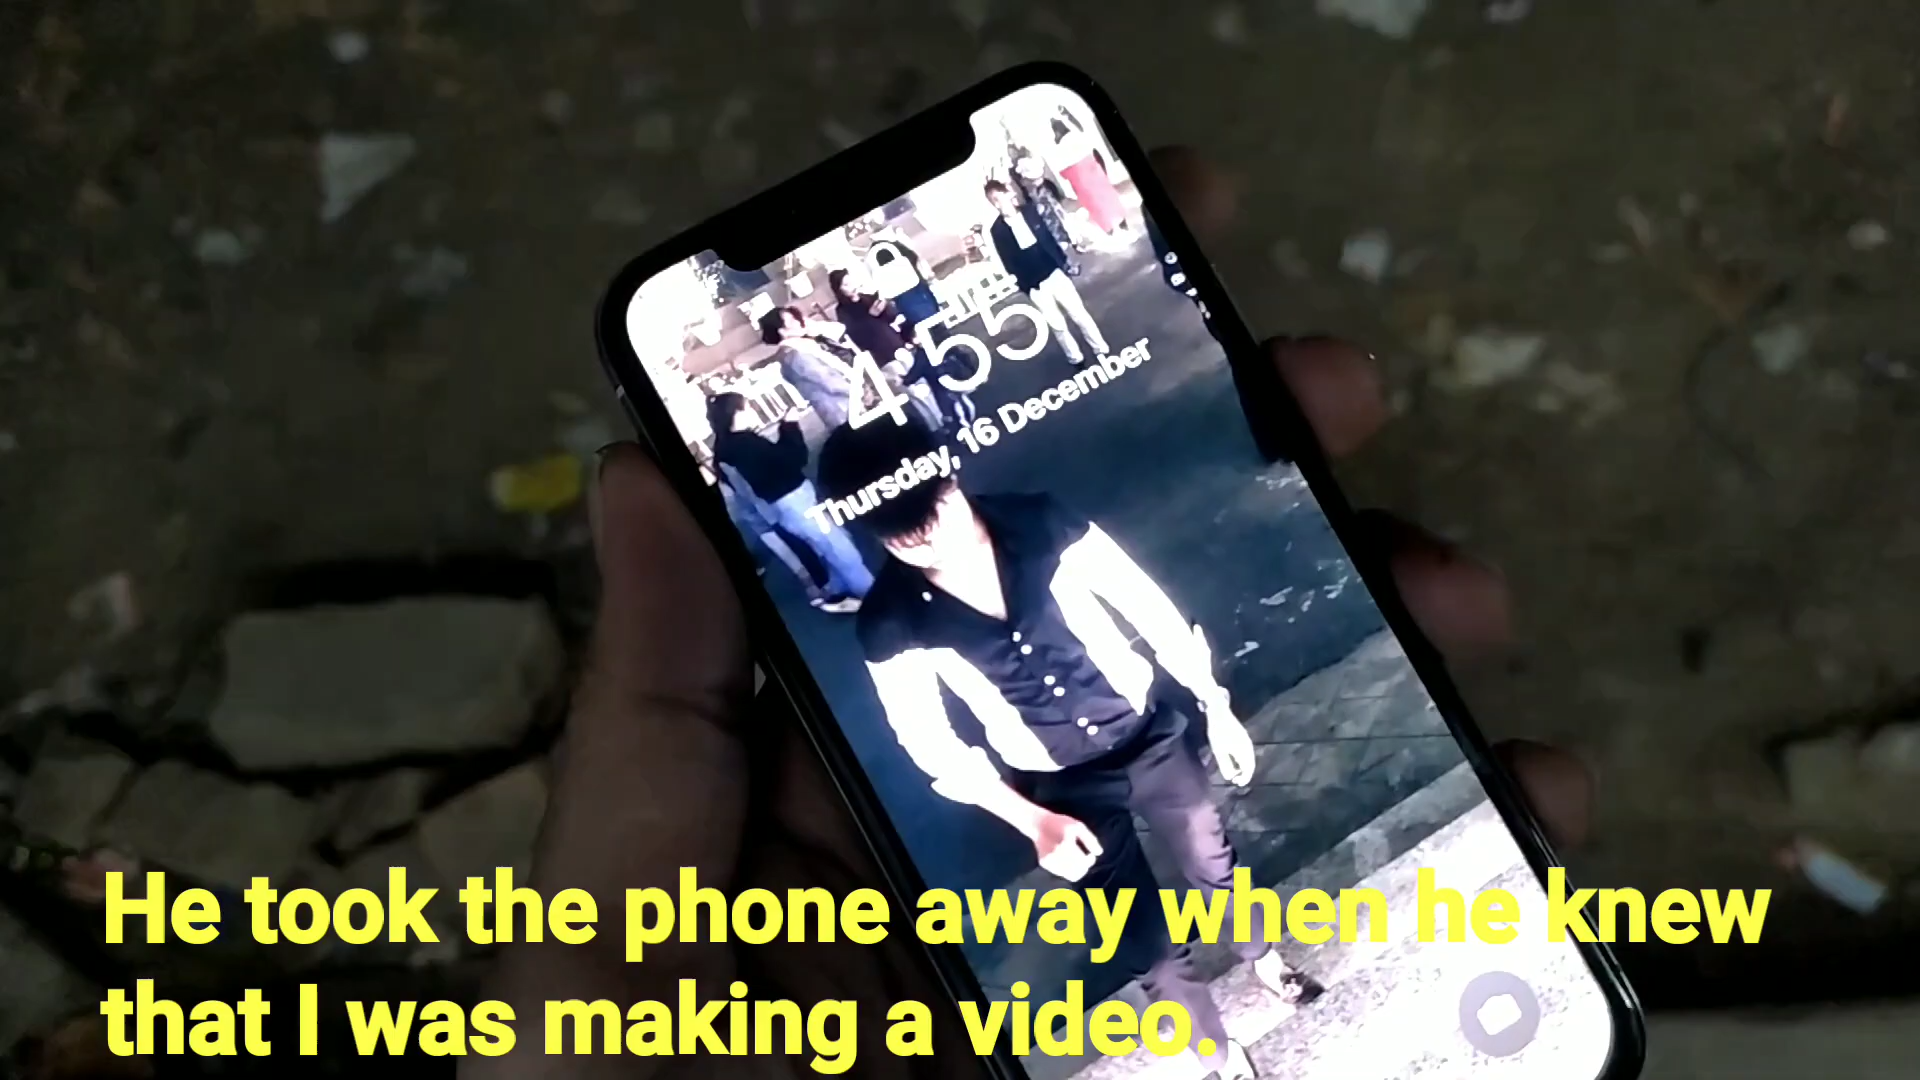 4:55
Thursday, 16 December
He took the phone away when he knew
that I was making a video.